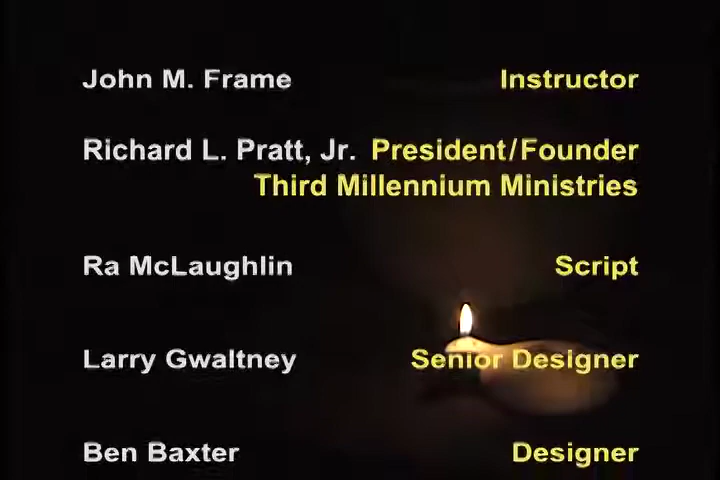 John M. Frame Instructor
Richard L. Pratt, Jr. President/Founder
Third Millennium Ministries
Ra McLaughlin Script
Larry Gwaltney Senior Designer
Ben Baxter Designer